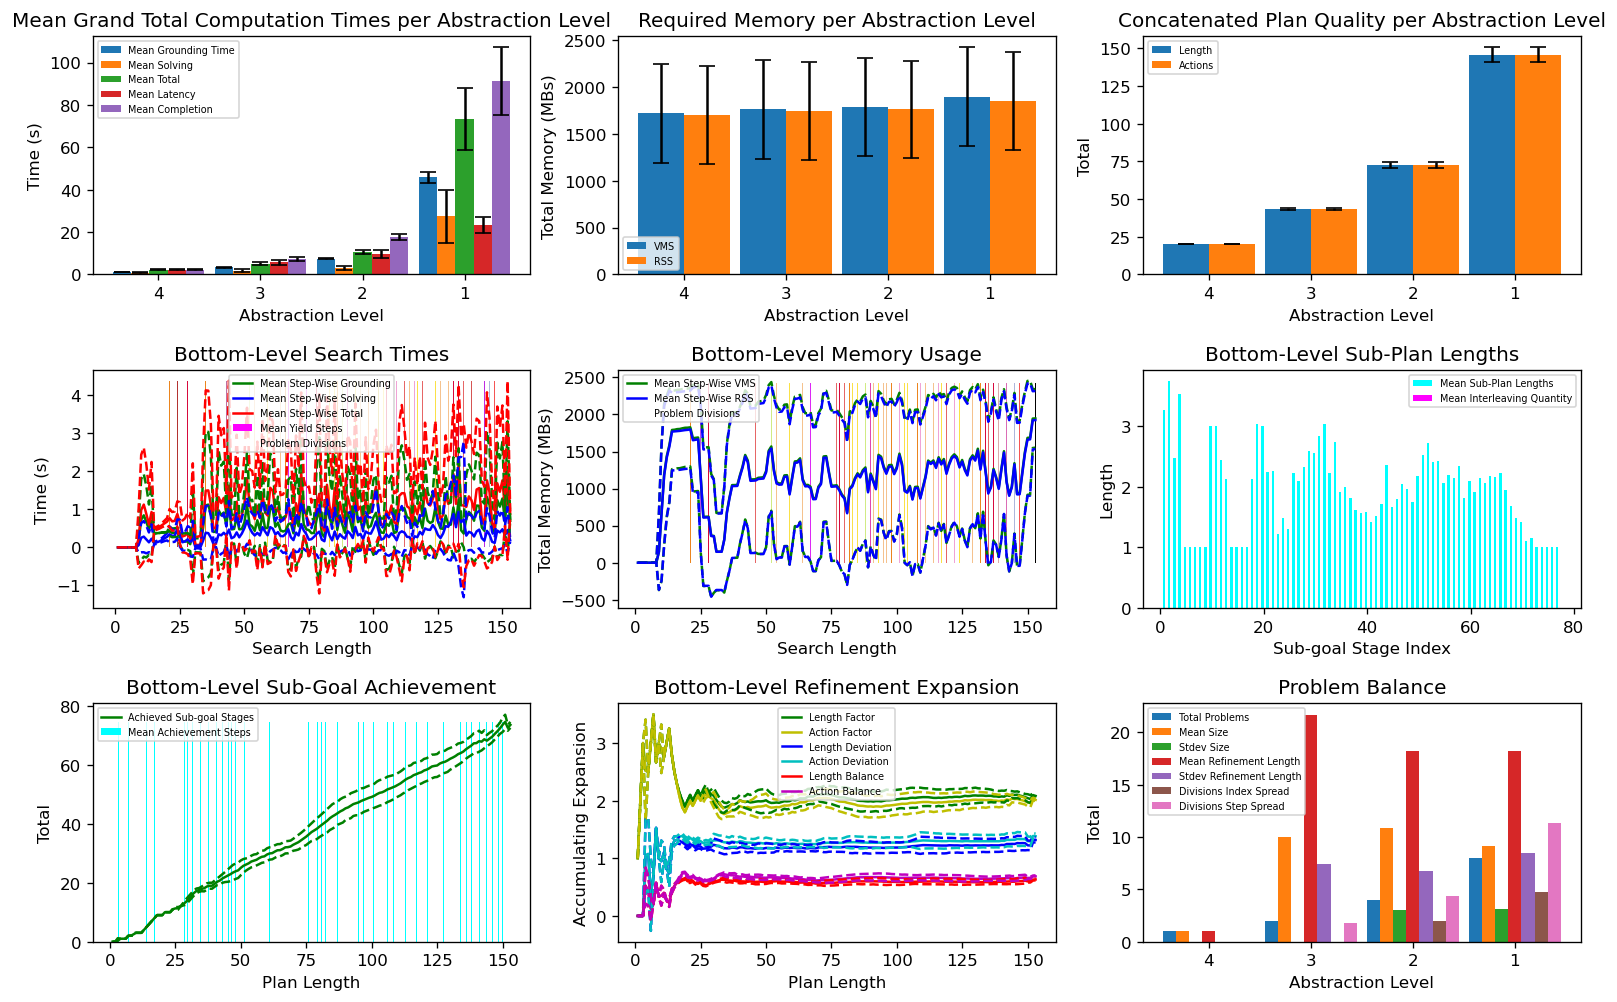 Mean Grand Total Computation Times per Abstraction Level
Time (s)
100
80
60
40
20
0
Mean Grounding Time
Mean Solving
Mean Total
Mean Latency
Mean Completion
4 3 2 1
Abstraction Level
Required Memory per Abstraction Level
Total Memory (MBs)
2500
2000
1500
1000
500
0
VMS
RSS
4 3 2 1
Abstraction Level
Concatenated Plan Quality per Abstraction Level
Total
150
125
100
75
50
25
0
Length
Actions
4 3 2 1
Abstraction Level
Bottom-Level Search Times
Time (s)
4
3
2
1
0
−1
Mean Step-Wise Grounding
Mean Step-Wise Solving
Mean Step-Wise Total
Mean Yield Steps
Problem Divisions
0 25 50 75 100 125 150
Search Length
Bottom-Level Memory Usage
Total Memory (MBs)
2500
2000
1500
1000
500
0
−500
Mean Step-Wise VMS
Mean Step-Wise RSS
Problem Divisions
0 25 50 75 100 125 150
Search Length
Bottom-Level Sub-Plan Lengths
Length
3
2
1
0
Mean Sub-Plan Lengths
Mean Interleaving Quantity
0 20 40 60 80
Sub-goal Stage Index
Bottom-Level Sub-Goal Achievement
Total
80
60
40
20
0
Achieved Sub-goal Stages
Mean Achievement Steps
0 25 50 75 100 125 150
Plan Length
Bottom-Level Refinement Expansion
Accumulating Expansion
3
2
1
0
Length Factor
Action Factor
Length Deviation
Action Deviation
Length Balance
Action Balance
0 25 50 75 100 125 150
Plan Length
Problem Balance
Total
20
15
10
5
0
Total Problems
Mean Size
Stdev Size
Mean Refinement Length
Stdev Refinement Length
Divisions Index Spread
Divisions Step Spread
4 3 2 1
Abstraction Level